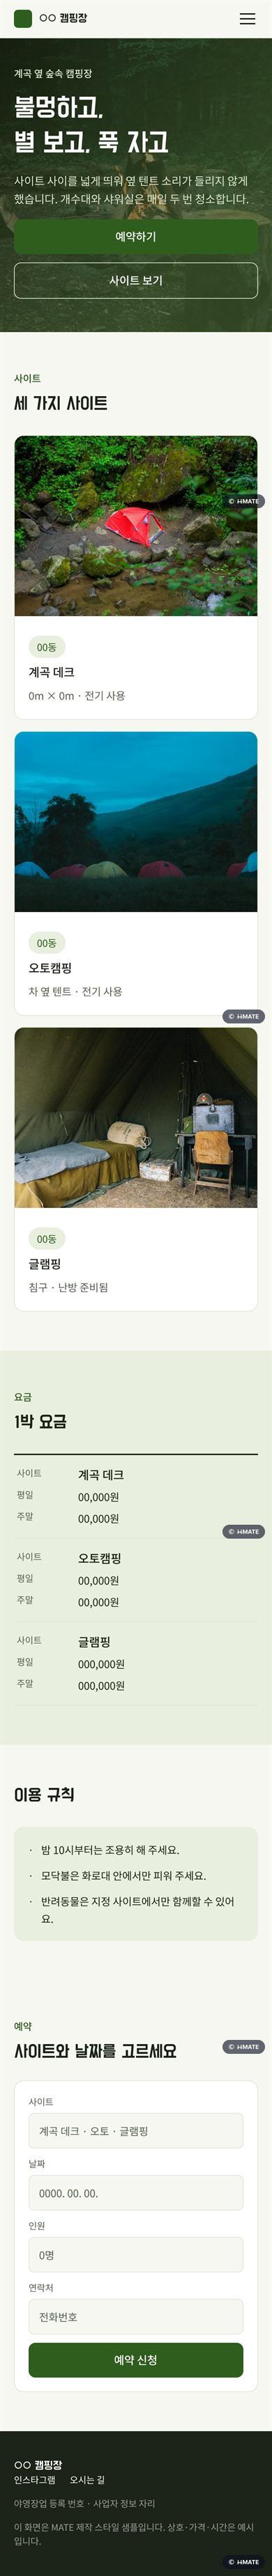 ○○ 캠핑장
계곡 옆 숲속 캠핑장
불멍하고,
별 보고, 푹 자고
사이트 사이를 넓게 띄워 옆 텐트 소리가 들리지 않게
했습니다. 개수대와 샤워실은 매일 두 번 청소합니다.
예약하기
사이트 보기
사이트
세 가지 사이트
© HMATE
00동
계곡 데크
0m × 0m · 전기 사용
00동
오토캠핑
차 옆 텐트 · 전기 사용
© HMATE
00동
글램핑
침구 · 난방 준비됨
요금
1박 요금
사이트 계곡 데크
평일 00,000원
주말 00,000원
© HMATE
사이트 오토캠핑
평일 00,000원
주말 00,000원
사이트 글램핑
평일 000,000원
주말 000,000원
이용 규칙
· 밤 10시부터는 조용히 해 주세요.
· 모닥불은 화로대 안에서만 피워 주세요.
· 반려동물은 지정 사이트에서만 함께할 수 있어
요.
예약
사이트와 날짜를 고르세요
© HMATE
사이트
계곡 데크 · 오토 · 글램핑
날짜
0000. 00. 00.
인원
0명
연락처
전화번호
예약 신청
○○ 캠핑장
인스타그램 오시는 길
야영장업 등록 번호 · 사업자 정보 자리
이 화면은 MATE 제작 스타일 샘플입니다. 상호·가격·시간은 예시
입니다.
© HMATE